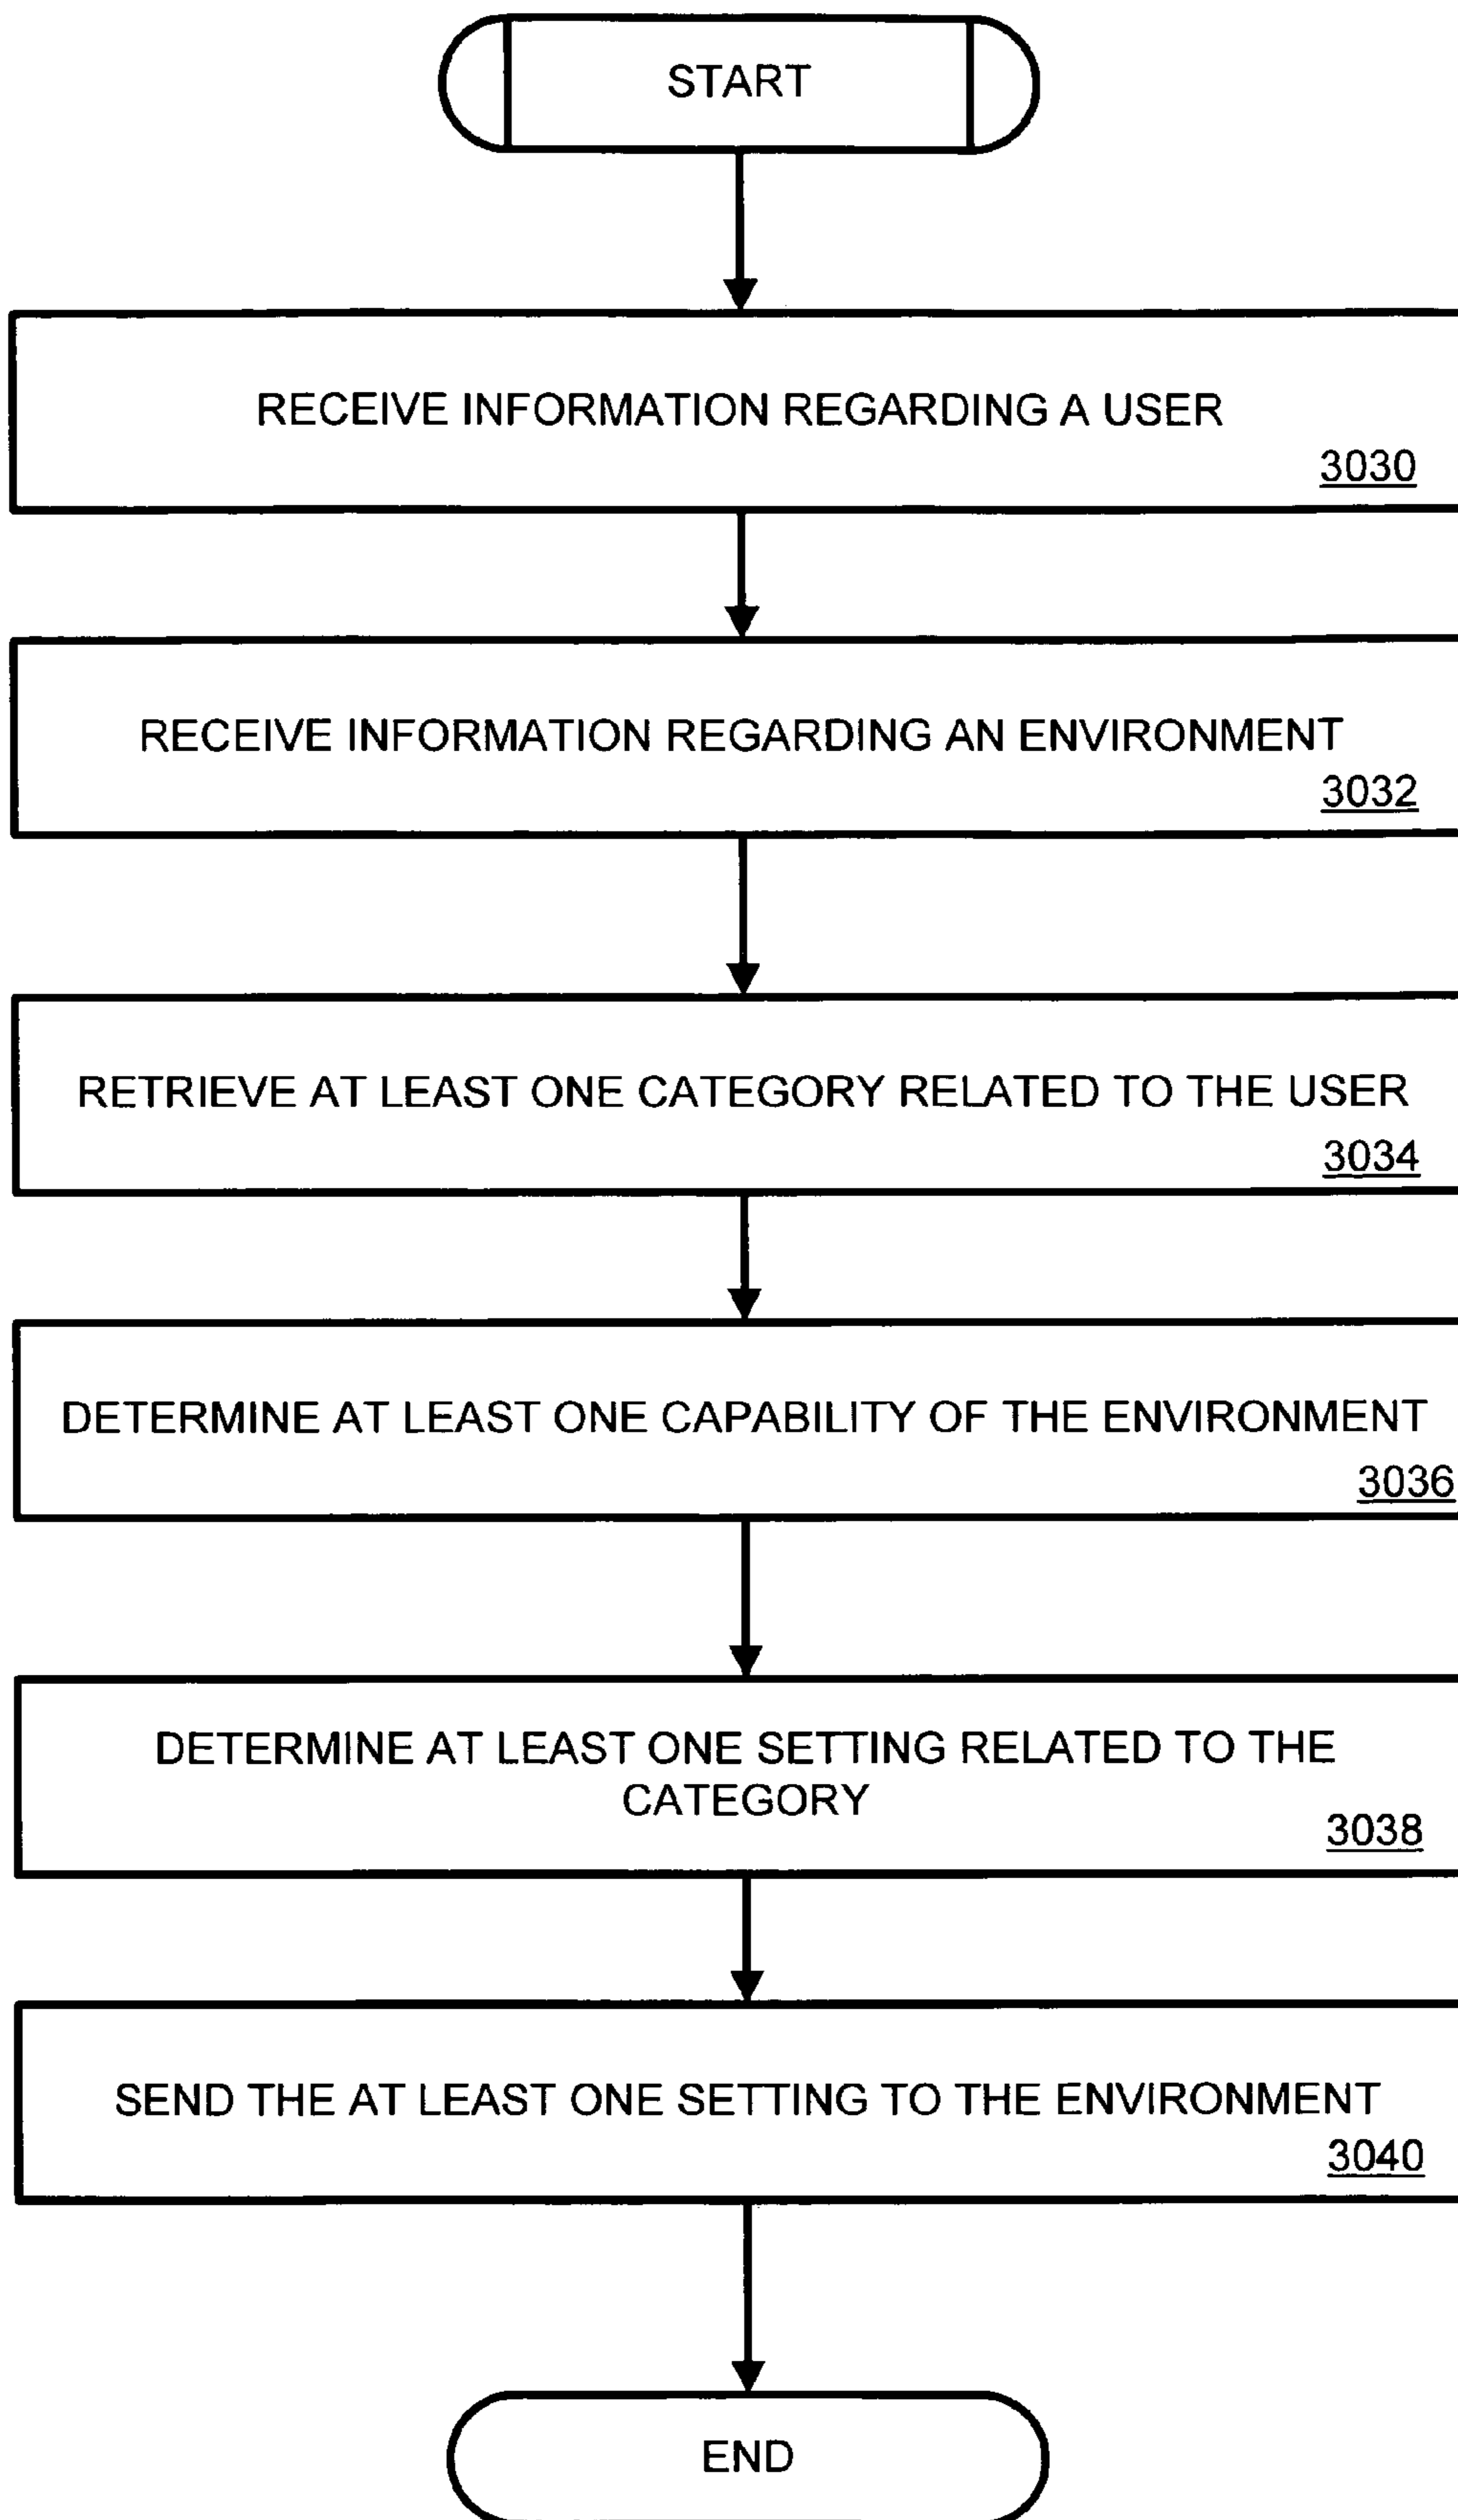 START
RECEIVE INFORMATION REGARDING A USER
3030
RECEIVE INFORMATION REGARDING AN ENVIRONMENT
3032
RETRIEVE AT LEAST ONE CATEGORY RELATED TO THE USER
3034
DETERMINE AT LEAST ONE CAPABILITY OF THE ENVIRONMENT
3036
DETERMINE AT LEAST ONE SETTING RELATED TO THE
CATEGORY
3038
SEND THE AT LEAST ONE SETTING TO THE ENVIRONMENT
3040
END